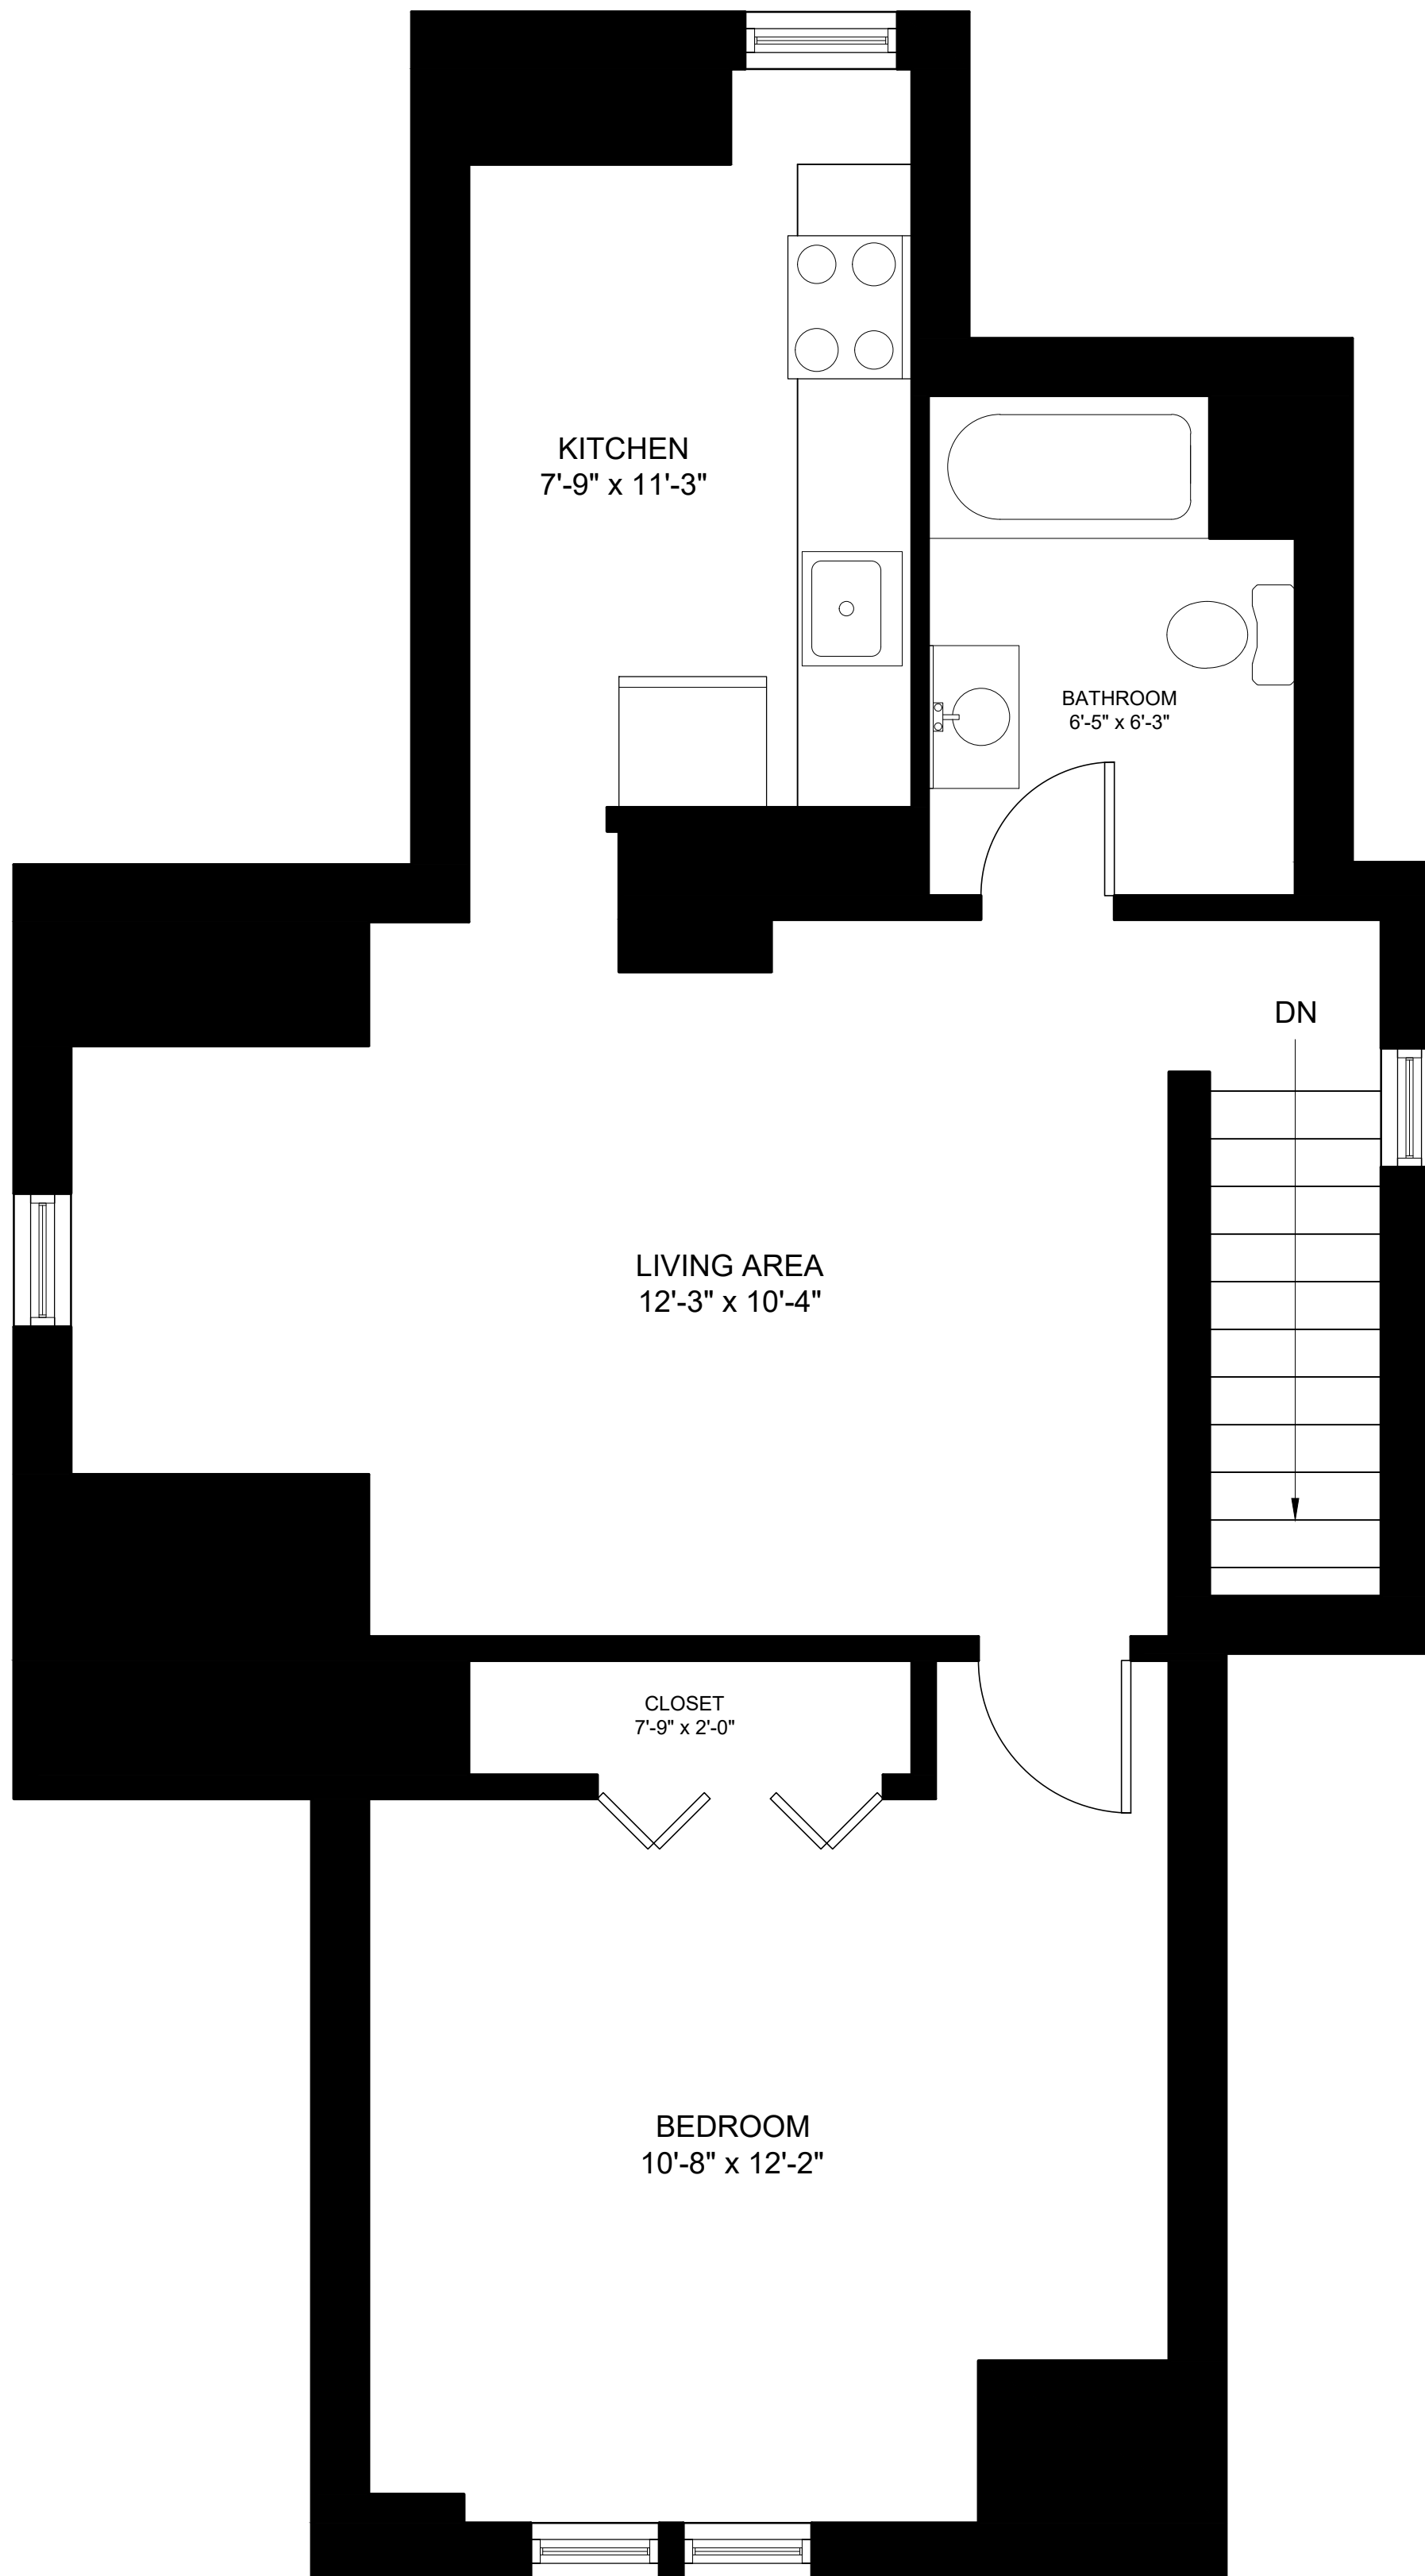 KITCHEN
7'-9" x 11'-3"
BATHROOM
6'-5" x 6'-3"
DN
LIVING AREA
12'-3" x 10'-4"
CLOSET
7'-9" x 2'-0"
BEDROOM
10'-8" x 12'-2"